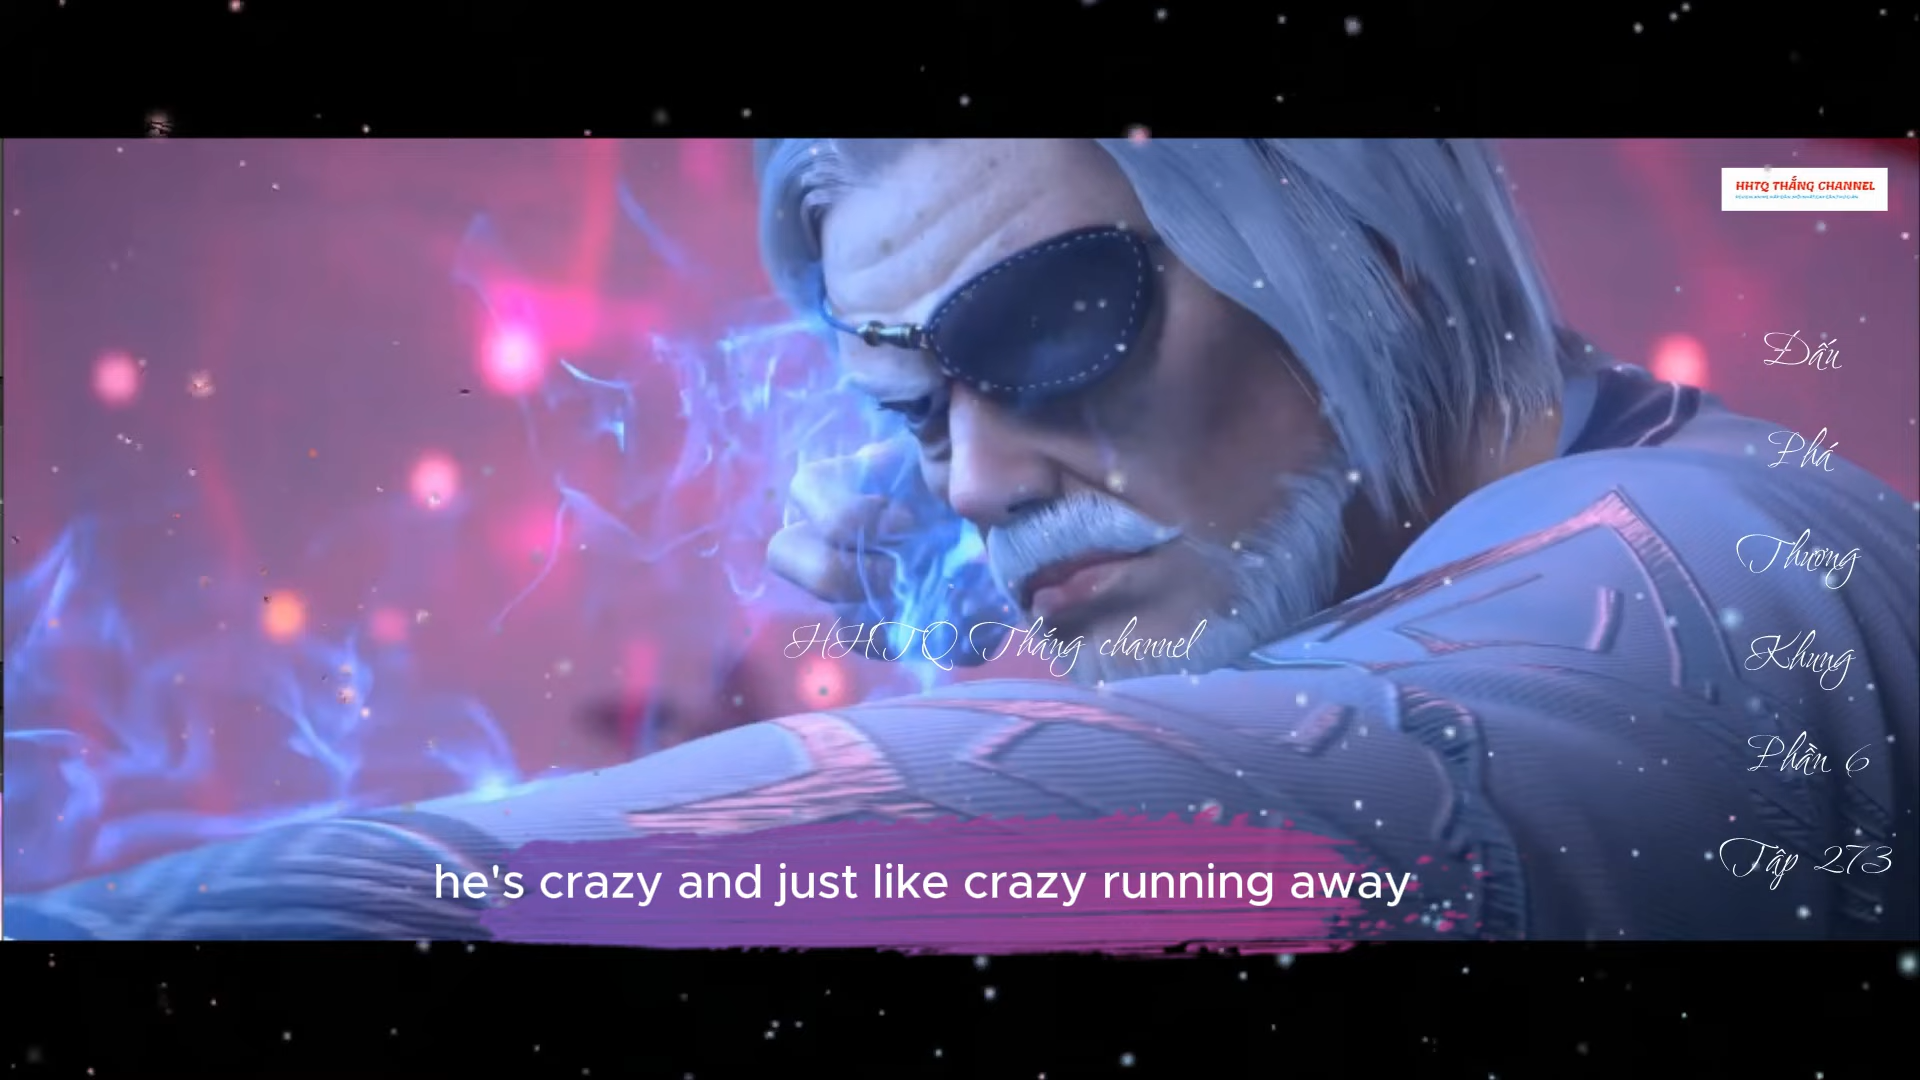 HHTQ THẮNG CHANNEL
Đấu
Phá
Thương
Khung
HHTQ Thắng channel
Phần 6
Tập 273
he's crazy and just like crazy running away